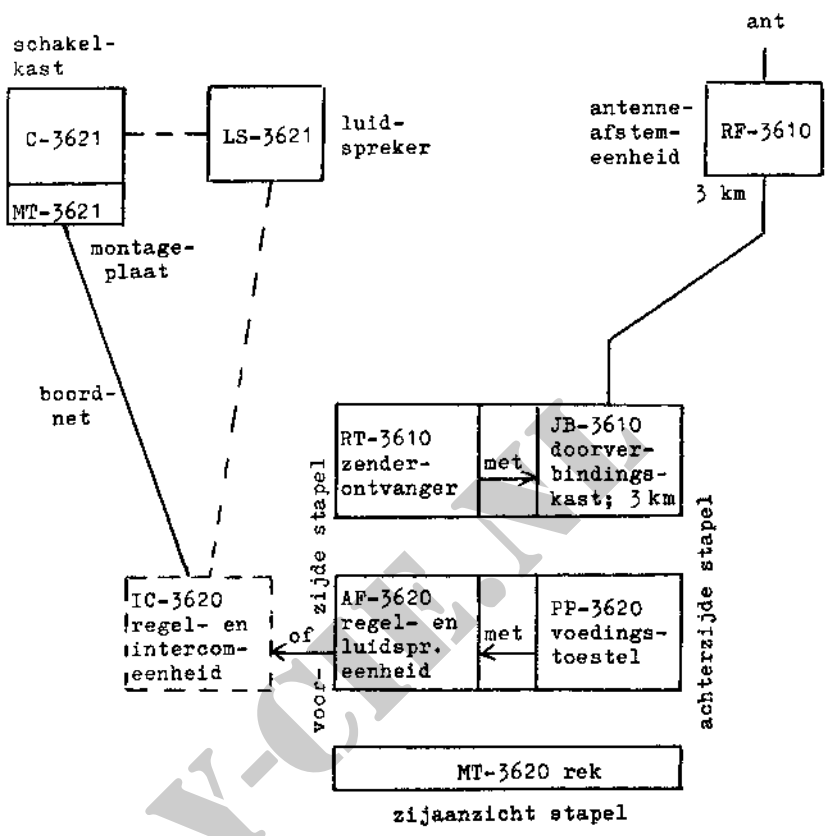 ant
schakel-
kast
C-3621
MT-3621
LS-3621
luid-
spreker
antenne-
afstem-
eenheid
RF-3610
3 km
montage-
plaat
boord-
net
RT-3610
zender-
ontvanger
met
JB-3610
doorver-
bindings-
kast; 3 km
voor- zijde stapel
achterzijde stapel
IC-3620
regel- en
intercom-
eenheid
of
AF-3620
regel- en
luidspr.
eenheid
met
PP-3620
voedings-
toestel
MT-3620 rek
zijaanzicht stapel
Y-CIE.NL